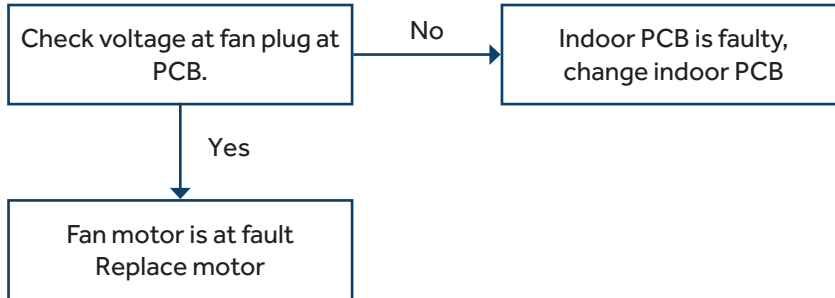 Check voltage at fan plug at
PCB.
No
Indoor PCB is faulty,
change indoor PCB
Yes
Fan motor is at fault
Replace motor